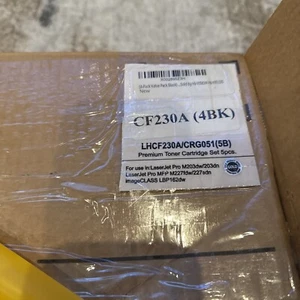 CF230A (4BK)
LHCF230A/CRG051(5B)
Premium Toner Cartridge Set 5pcs.
For use in:LaserJet Pro M203dw/203dn
LaserJet Pro MFP M227fdw/227sdn
imageCLASS LBP162dw